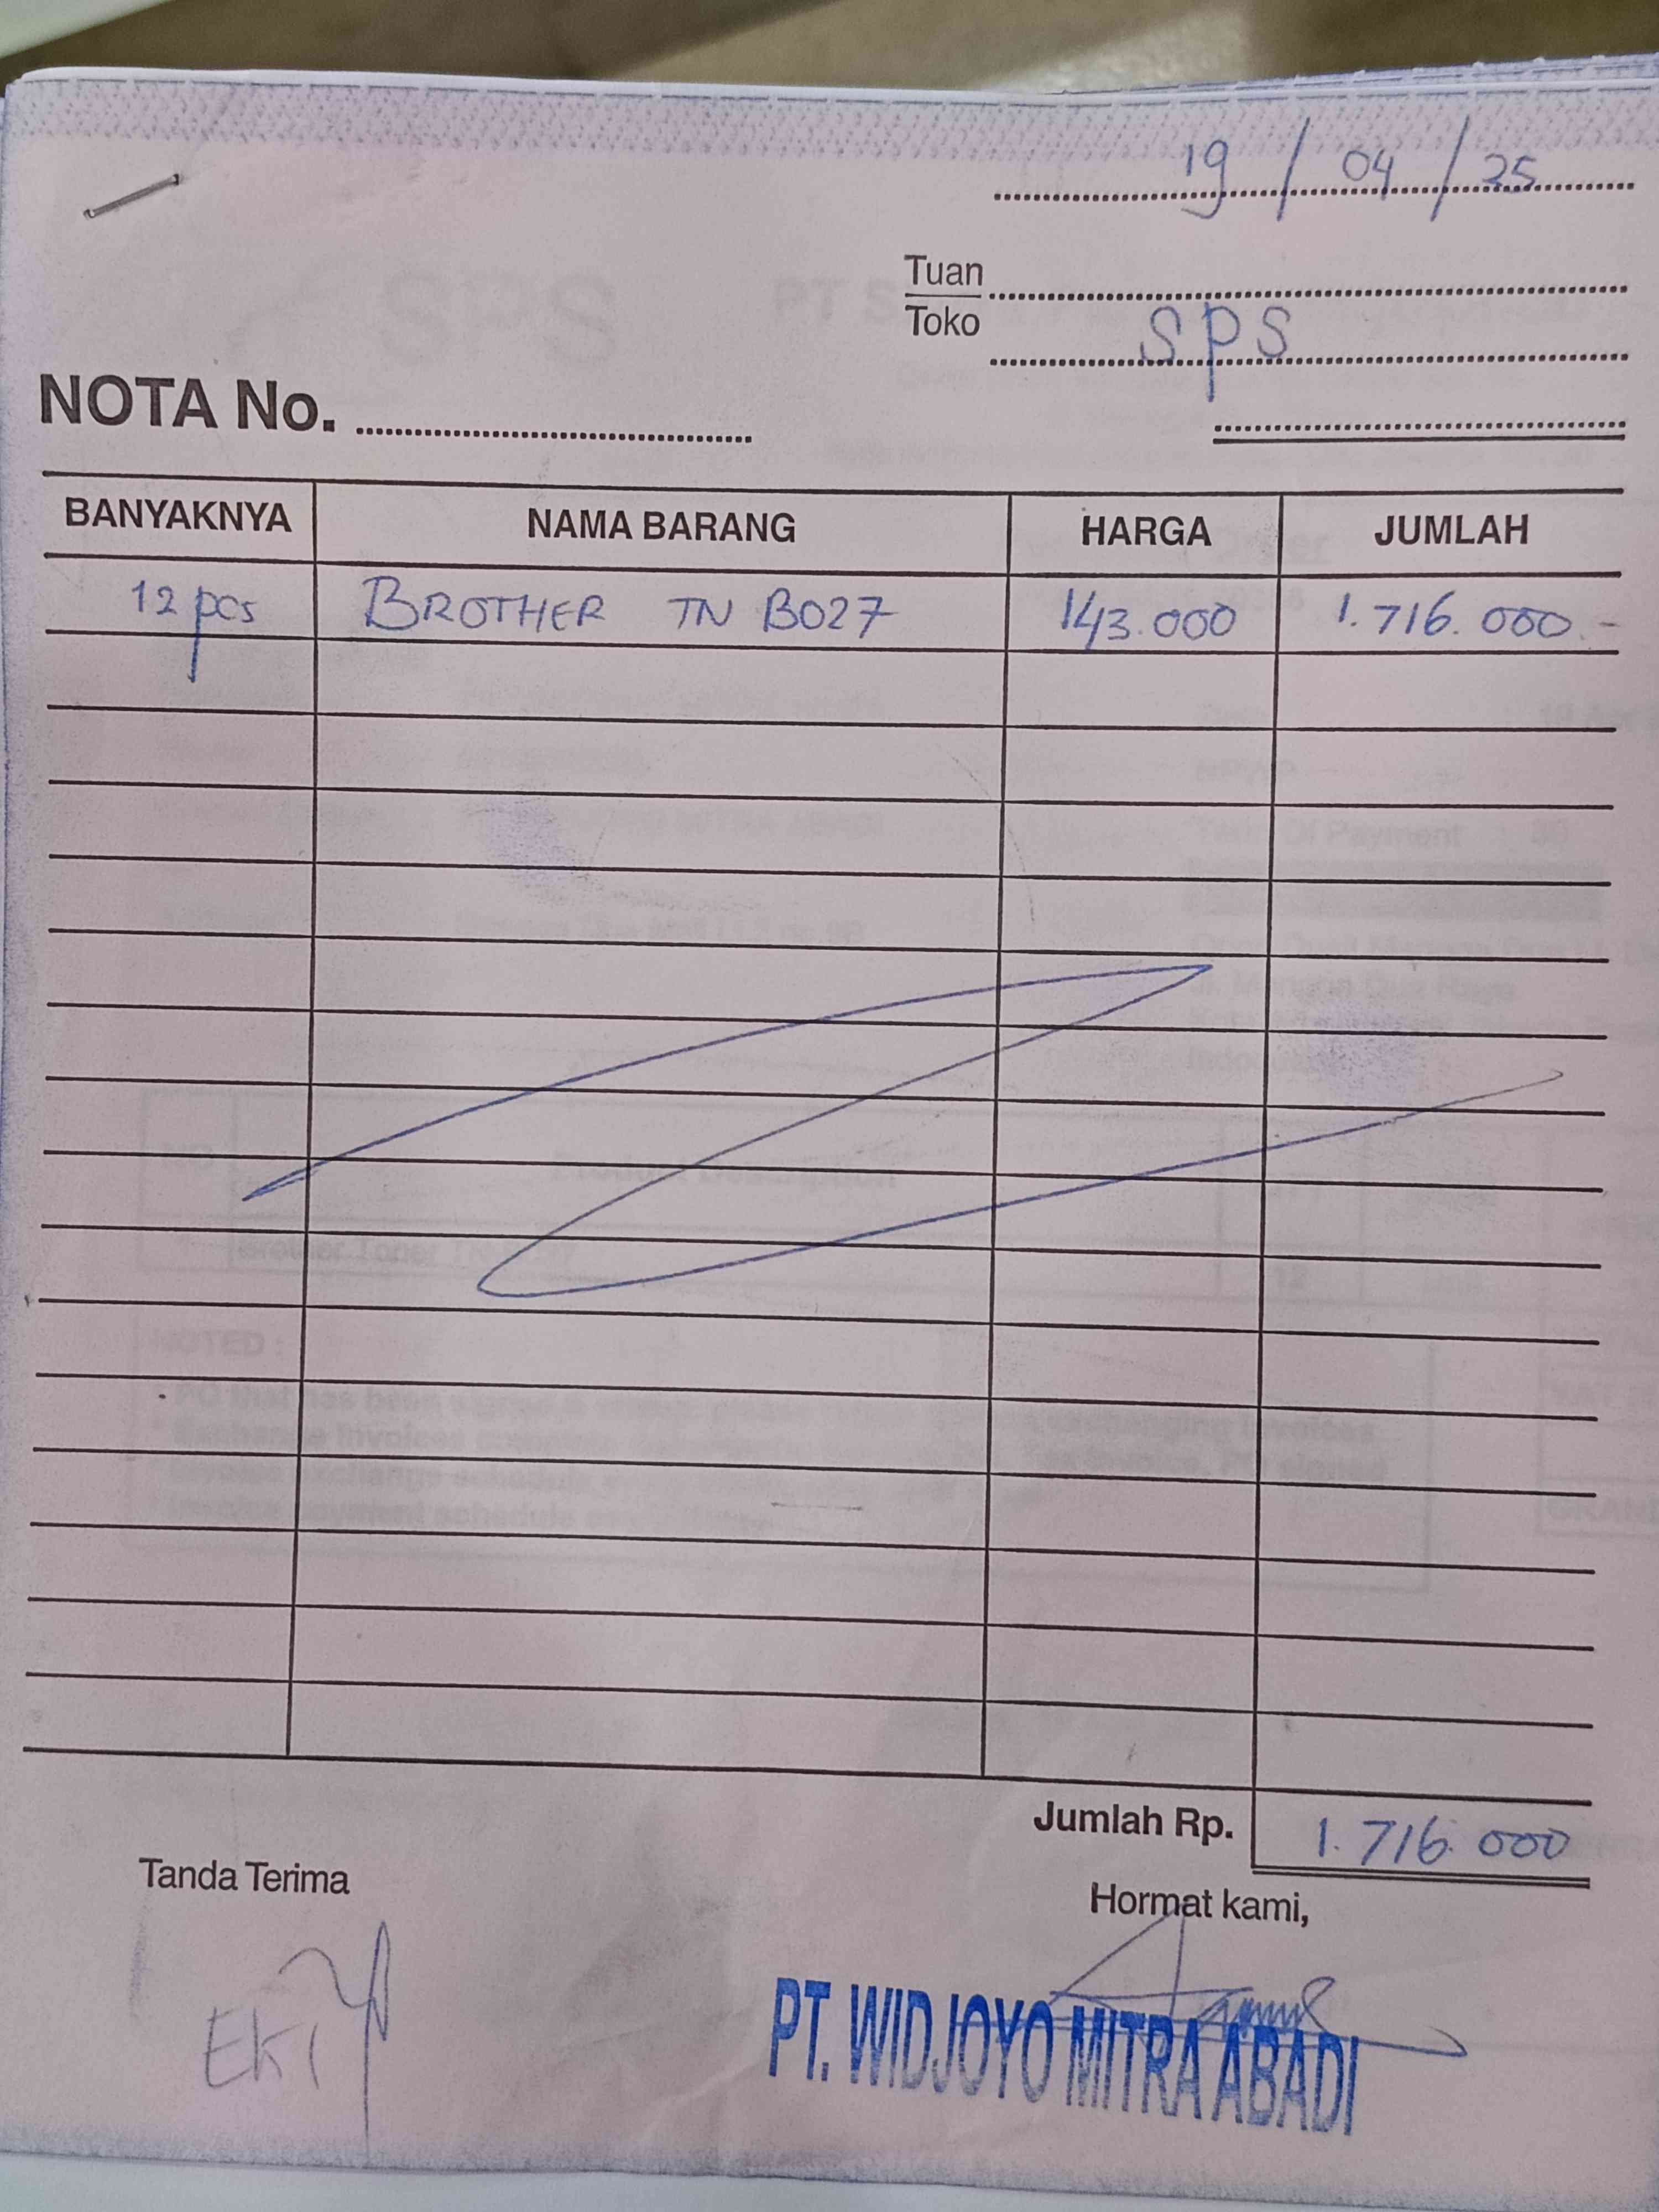 19 / 04 / 25
Tuan
Toko SPS
NOTA No.
BANYAKNYA NAMA BARANG HARGA JUMLAH
12 pcs BROTHER TN B027 143.000 1.716.000.-
Jumlah Rp. 1.716.000
Tanda Terima
Hormat kami,
EKI
PT. WIDJOYO MITRA ABADI